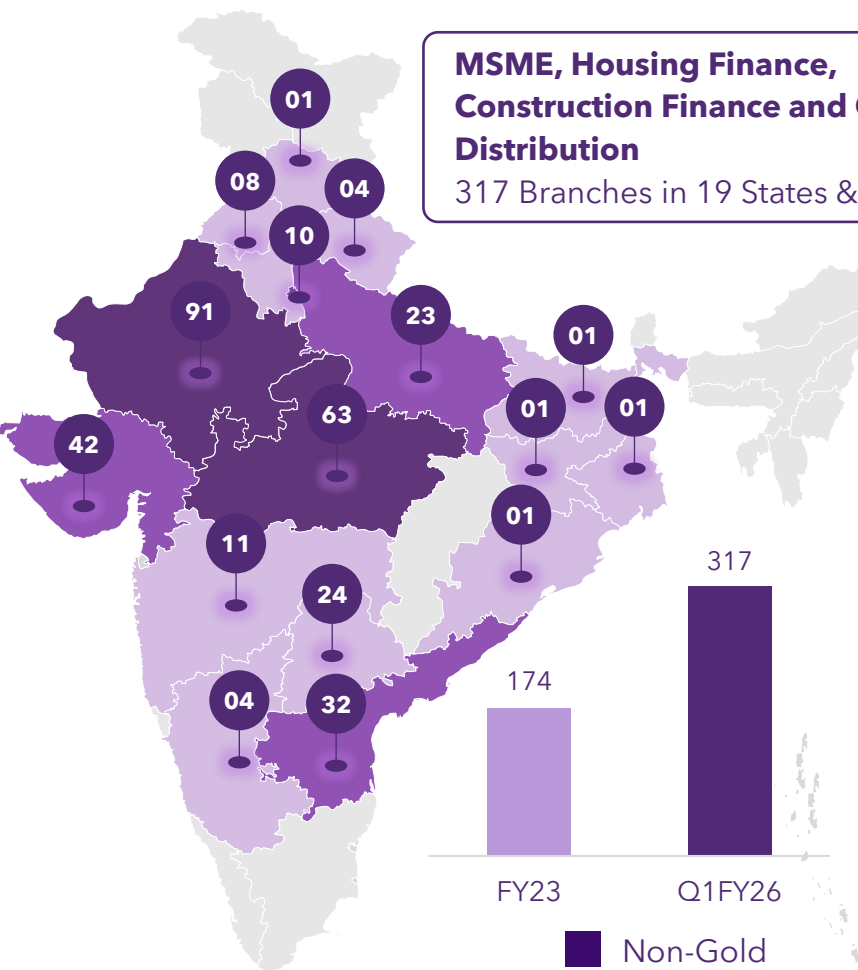 MSME, Housing Finance,
Construction Finance and
Distribution
317 Branches in 19 States &
01
08
04
10
91
23
01
63
01
01
42
01
11
24
04
32
317
174
FY23
Q1FY26
Non-Gold